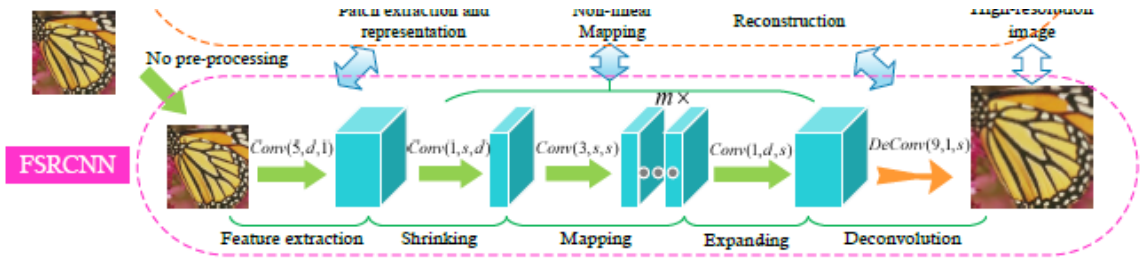 Patch extraction and
representation
Non-linear
Mapping
Reconstruction
High-resolution
image
No pre-processing
m×
FSRCNN
Conv(5,d,1)
Conv(1,s,d)
Conv(3,s,s)
Conv(1,d,s)
DeConv(9,1,s)
Feature extraction
Shrinking
Mapping
Expanding
Deconvolution